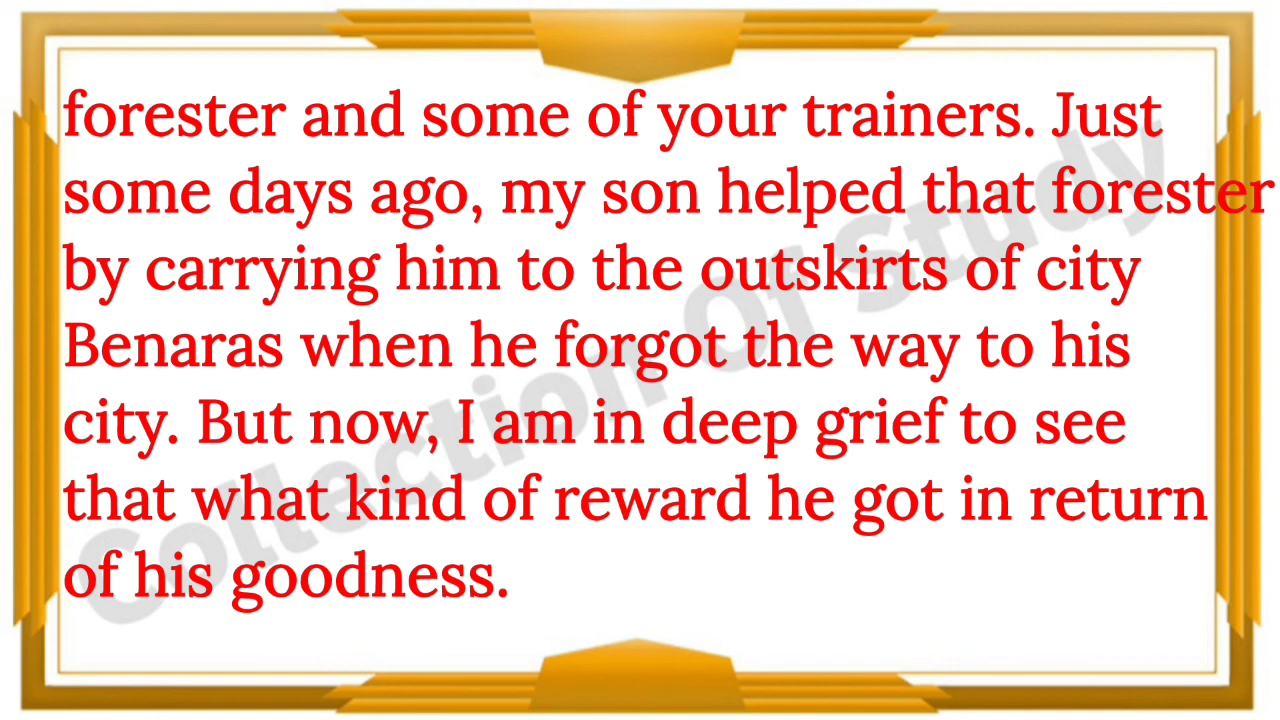 forester and some of your trainers. Just
some days ago, my son helped that forester
by carrying him to the outskirts of city
Benaras when he forgot the way to his
city. But now, I am in deep grief to see
that what kind of reward he got in return
of his goodness.
Collection Of Study